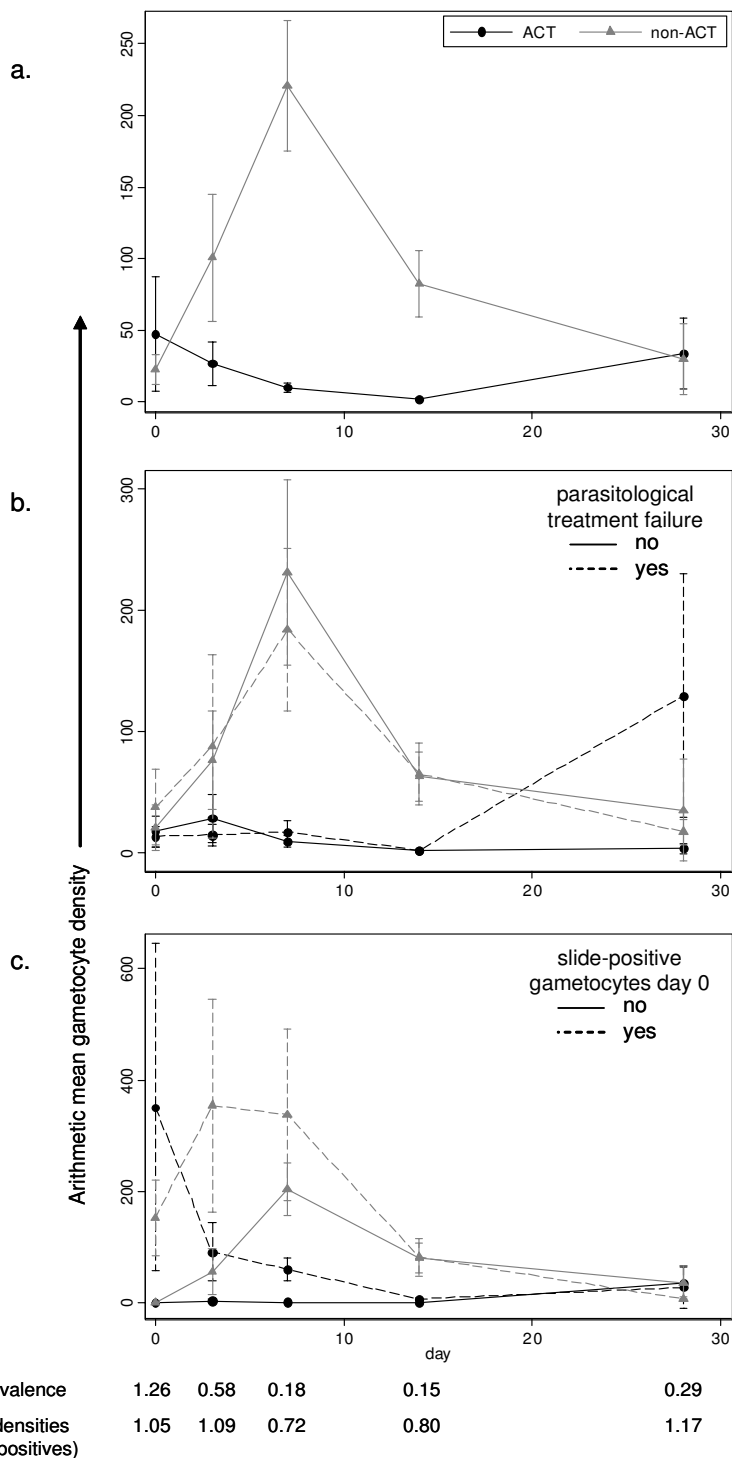 a.
ACT non-ACT
250
200
150
100
50
0
0 10 20 30
b.
parasitological
treatment failure
no
yes
300
200
100
0
0 10 20 30
c.
slide-positive
gametocytes day 0
no
yes
600
400
200
0
0 10 20 30
day
Arithmetic mean gametocyte density
valence 1.26 0.58 0.18 0.15 0.29
densities 1.05 1.09 0.72 0.80 1.17
positives)